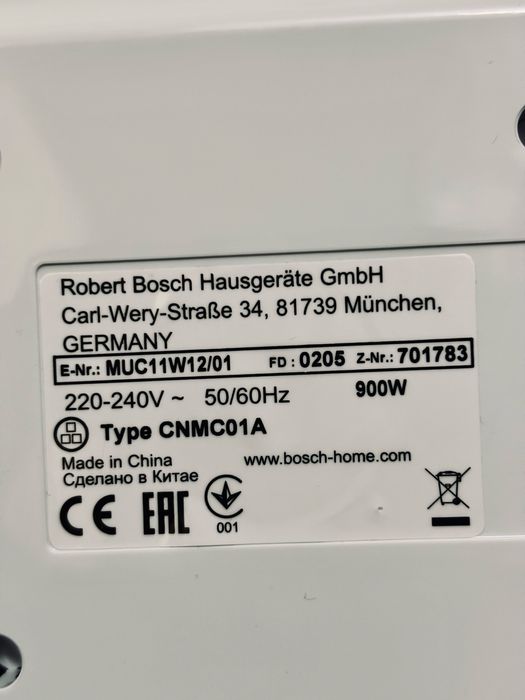 Robert Bosch Hausgeräte GmbH
Carl-Wery-Straße 34, 81739 München,
GERMANY
E-Nr.: MUC11W12/01 FD : 0205 Z-Nr.: 701783
220-240V ~ 50/60Hz 900W
Type CNMC01A
Made in China www.bosch-home.com
Сделано в Китае
CE EAC 001